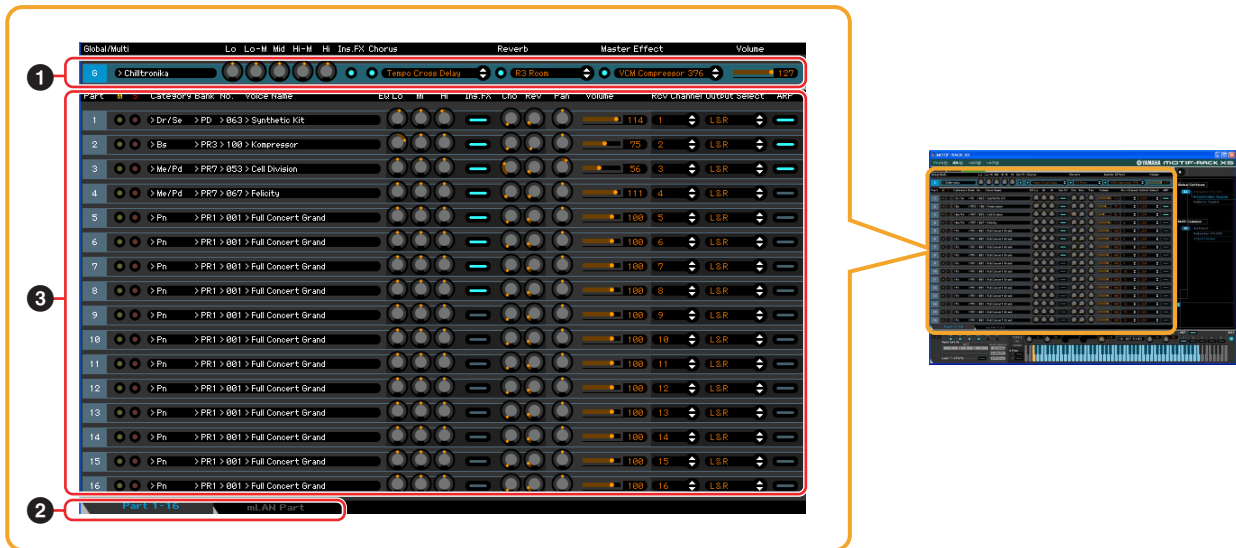 Global/Multi Lo Lo-M Mid Hi-M Hi Ins.FX Chorus Reverb Master Effect Volume
1 G >Chilltronika Tempo Cross Delay R3 Room VCM Compressor 376 127
Part M S Category Bank No. Voice Name EQ Lo Mi Hi Ins.FX Cho Rev Pan Volume Rcv Channel Output Select ARP
1 >Dr/Se >PD >063 >Synthetic Kit 114 1 L&R
2 >Bs >PR3 >100 >Kompressor 75 2 L&R
3 >Me/Pd >PR7 >053 >Cell Division 56 3 L&R
4 >Me/Pd >PR7 >067 >Felicity 111 4 L&R
5 >Pn >PR1 >001 >Full Concert Grand 100 5 L&R
6 >Pn >PR1 >001 >Full Concert Grand 100 6 L&R
7 >Pn >PR1 >001 >Full Concert Grand 100 7 L&R
3 8 >Pn >PR1 >001 >Full Concert Grand 100 8 L&R
9 >Pn >PR1 >001 >Full Concert Grand 100 9 L&R
10 >Pn >PR1 >001 >Full Concert Grand 100 10 L&R
11 >Pn >PR1 >001 >Full Concert Grand 100 11 L&R
12 >Pn >PR1 >001 >Full Concert Grand 100 12 L&R
13 >Pn >PR1 >001 >Full Concert Grand 100 13 L&R
14 >Pn >PR1 >001 >Full Concert Grand 100 14 L&R
15 >Pn >PR1 >001 >Full Concert Grand 100 15 L&R
16 >Pn >PR1 >001 >Full Concert Grand 100 16 L&R
2 Part 1-16 mLAN Part
MOTIF-RACK XS
YAMAHA MOTIF-RACK XS